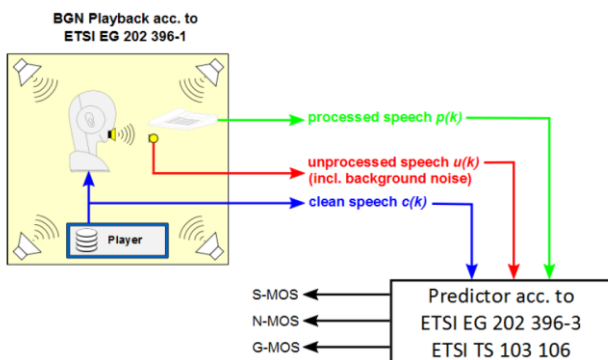 BGN Playback acc. to
ETSI EG 202 396-1
processed speech p(k)
unprocessed speech u(k)
(incl. background noise)
clean speech c(k)
Player
S-MOS
N-MOS
G-MOS
Predictor acc. to
ETSI EG 202 396-3
ETSI TS 103 106